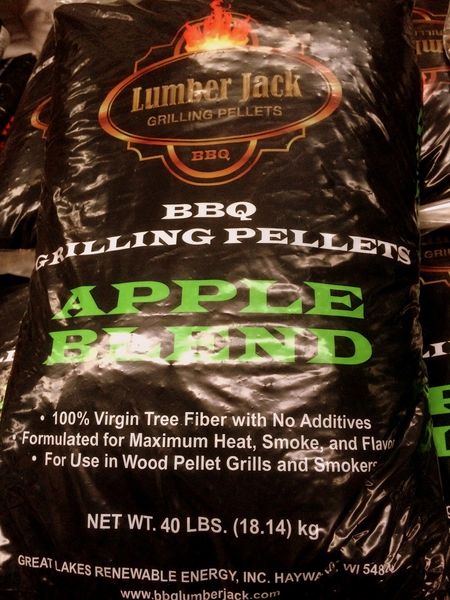 Lumber Jack
GRILLING PELLETS
BBQ
BBQ
GRILLING PELLETS
APPLE
BLEND
• 100% Virgin Tree Fiber with No Additives
• Formulated for Maximum Heat, Smoke, and Flavor
• For Use in Wood Pellet Grills and Smokers
NET WT. 40 LBS. (18.14) kg
GREAT LAKES RENEWABLE ENERGY, INC. WI
www.bbqlumberjack.com